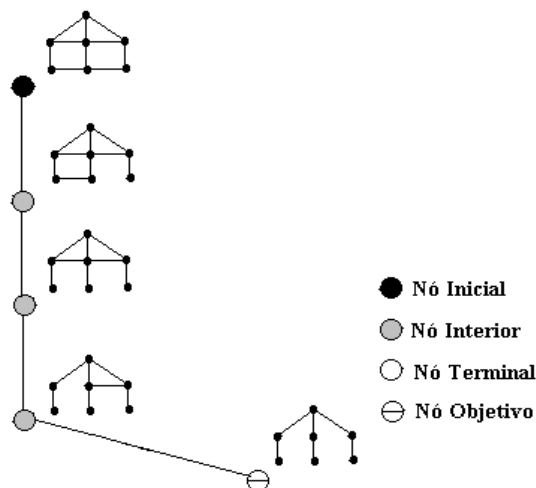 Nó Inicial
Nó Interior
Nó Terminal
Nó Objetivo